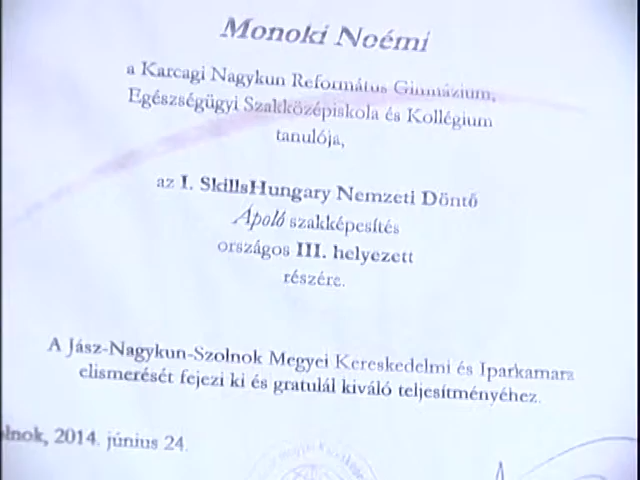 Monoki Noémi
a Karcagi Nagykun Református Gimnázium,
Egészségügyi Szakközépiskola és Kollégium
tanulója,
az I. SkillsHungary Nemzeti Döntő
Ápoló szakképesítés
országos III. helyezett
részére.
A Jász-Nagykun-Szolnok Megyei Kereskedelmi és Iparkamara
elismerését fejezi ki és gratulál kiváló teljesítményéhez.
olnok, 2014. június 24.